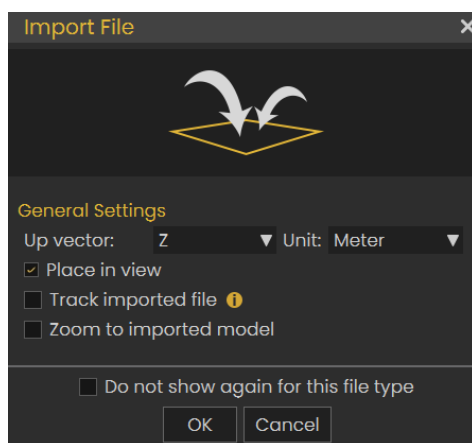 Import File
General Settings
Up vector: Z Unit: Meter
Place in view
Track imported file
Zoom to imported model
Do not show again for this file type
OK Cancel